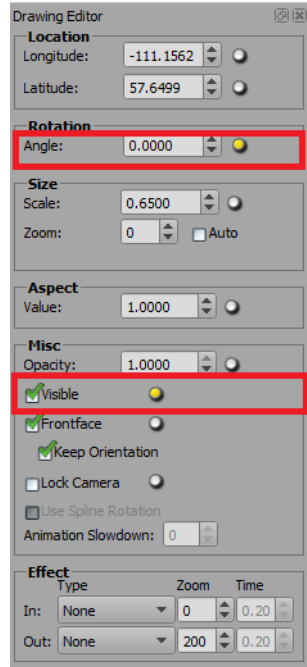 Drawing Editor
Location
Longitude: -111.1562
Latitude: 57.6499
Rotation
Angle: 0.0000
Size
Scale: 0.6500
Zoom: 0 Auto
Aspect
Value: 1.0000
Misc
Opacity: 1.0000
Visible
Frontface
Keep Orientation
Lock Camera
Use Spline Rotation
Animation Slowdown: 0
Effect
Type Zoom Time
In: None 0 0.20
Out: None 200 0.20